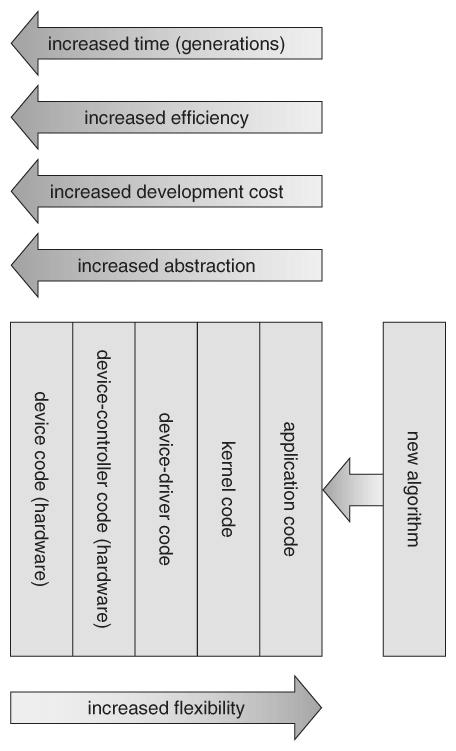 increased time (generations)
increased efficiency
increased development cost
increased abstraction
device code (hardware)
device-controller code (hardware)
device-driver code
kernel code
application code
new algorithm
increased flexibility